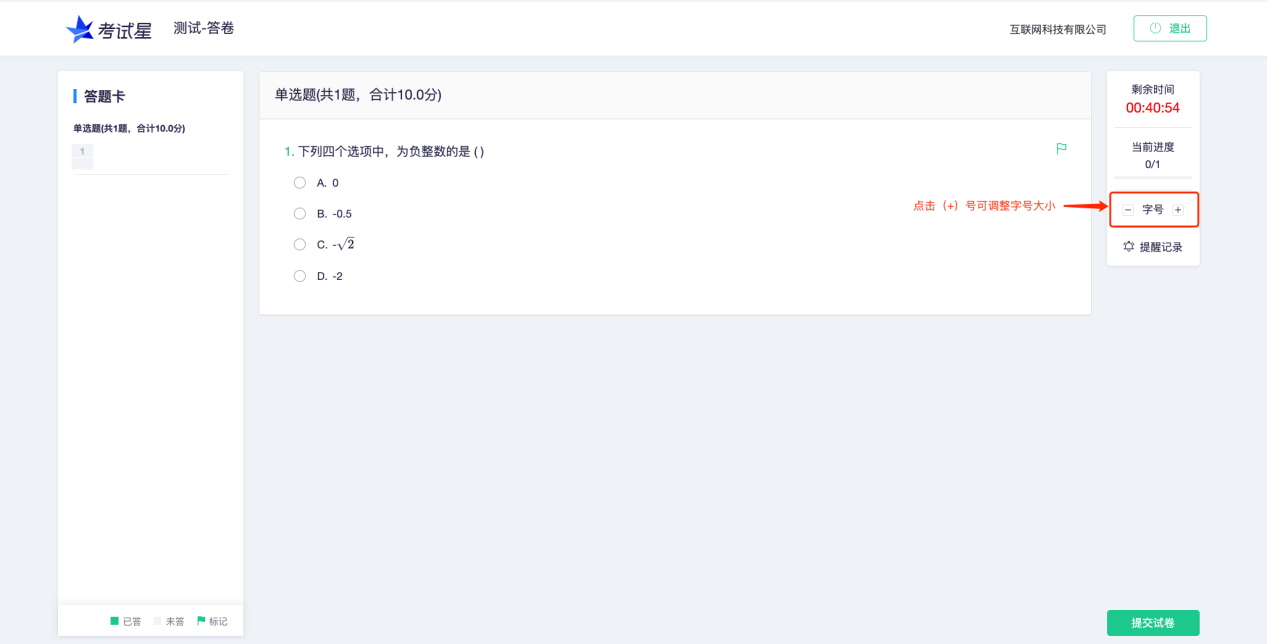 考试星 测试-答卷
互联网科技有限公司
退出
答题卡
单选题(共1题，合计10.0分)
1
已答 未答 标记
单选题(共1题，合计10.0分)
1. 下列四个选项中，为负整数的是 ( )
A. 0
B. -0.5
C. -√2
D. -2
点击（+）号可调整字号大小
剩余时间
00:40:54
当前进度
0/1
− 字号 +
提醒记录
提交试卷